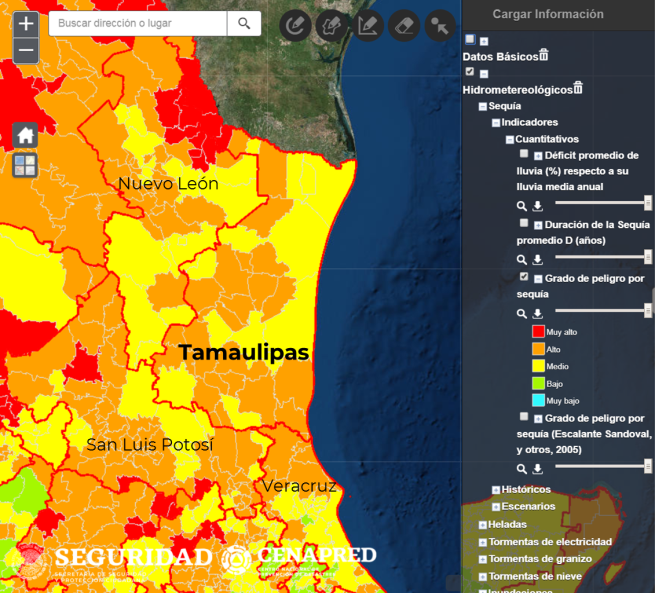 Buscar dirección o lugar
Cargar Información
Datos Básicos
Hidrometereológicos
Sequía
Indicadores
Cuantitativos
Déficit promedio de
lluvia (%) respecto a su
lluvia media anual
Duración de la Sequía
promedio D (años)
Grado de peligro por
sequía
Muy alto
Alto
Medio
Bajo
Muy bajo
Grado de peligro por
sequía (Escalante Sandoval,
y otros, 2005)
Históricos
Escenarios
Heladas
Tormentas de electricidad
Tormentas de granizo
Tormentas de nieve
Inundaciones
Nuevo León
Tamaulipas
San Luis Potosí
Veracruz
SEGURIDAD
CENAPRED